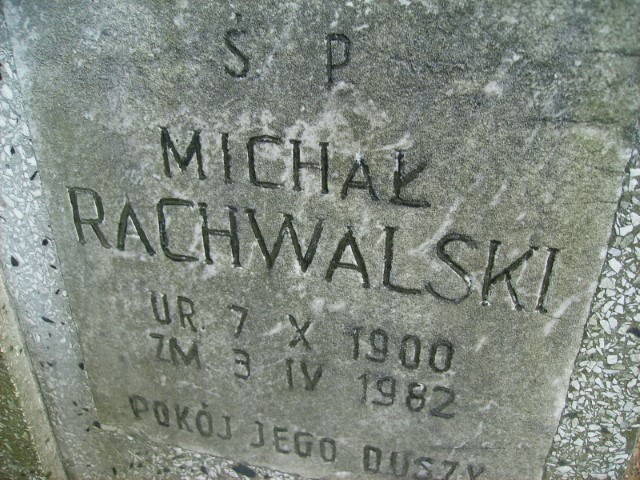 Ś P
MICHAŁ
RACHWALSKI
UR. 7 X 1900
ZM 3 IV 1982
POKÓJ JEGO DUSZY